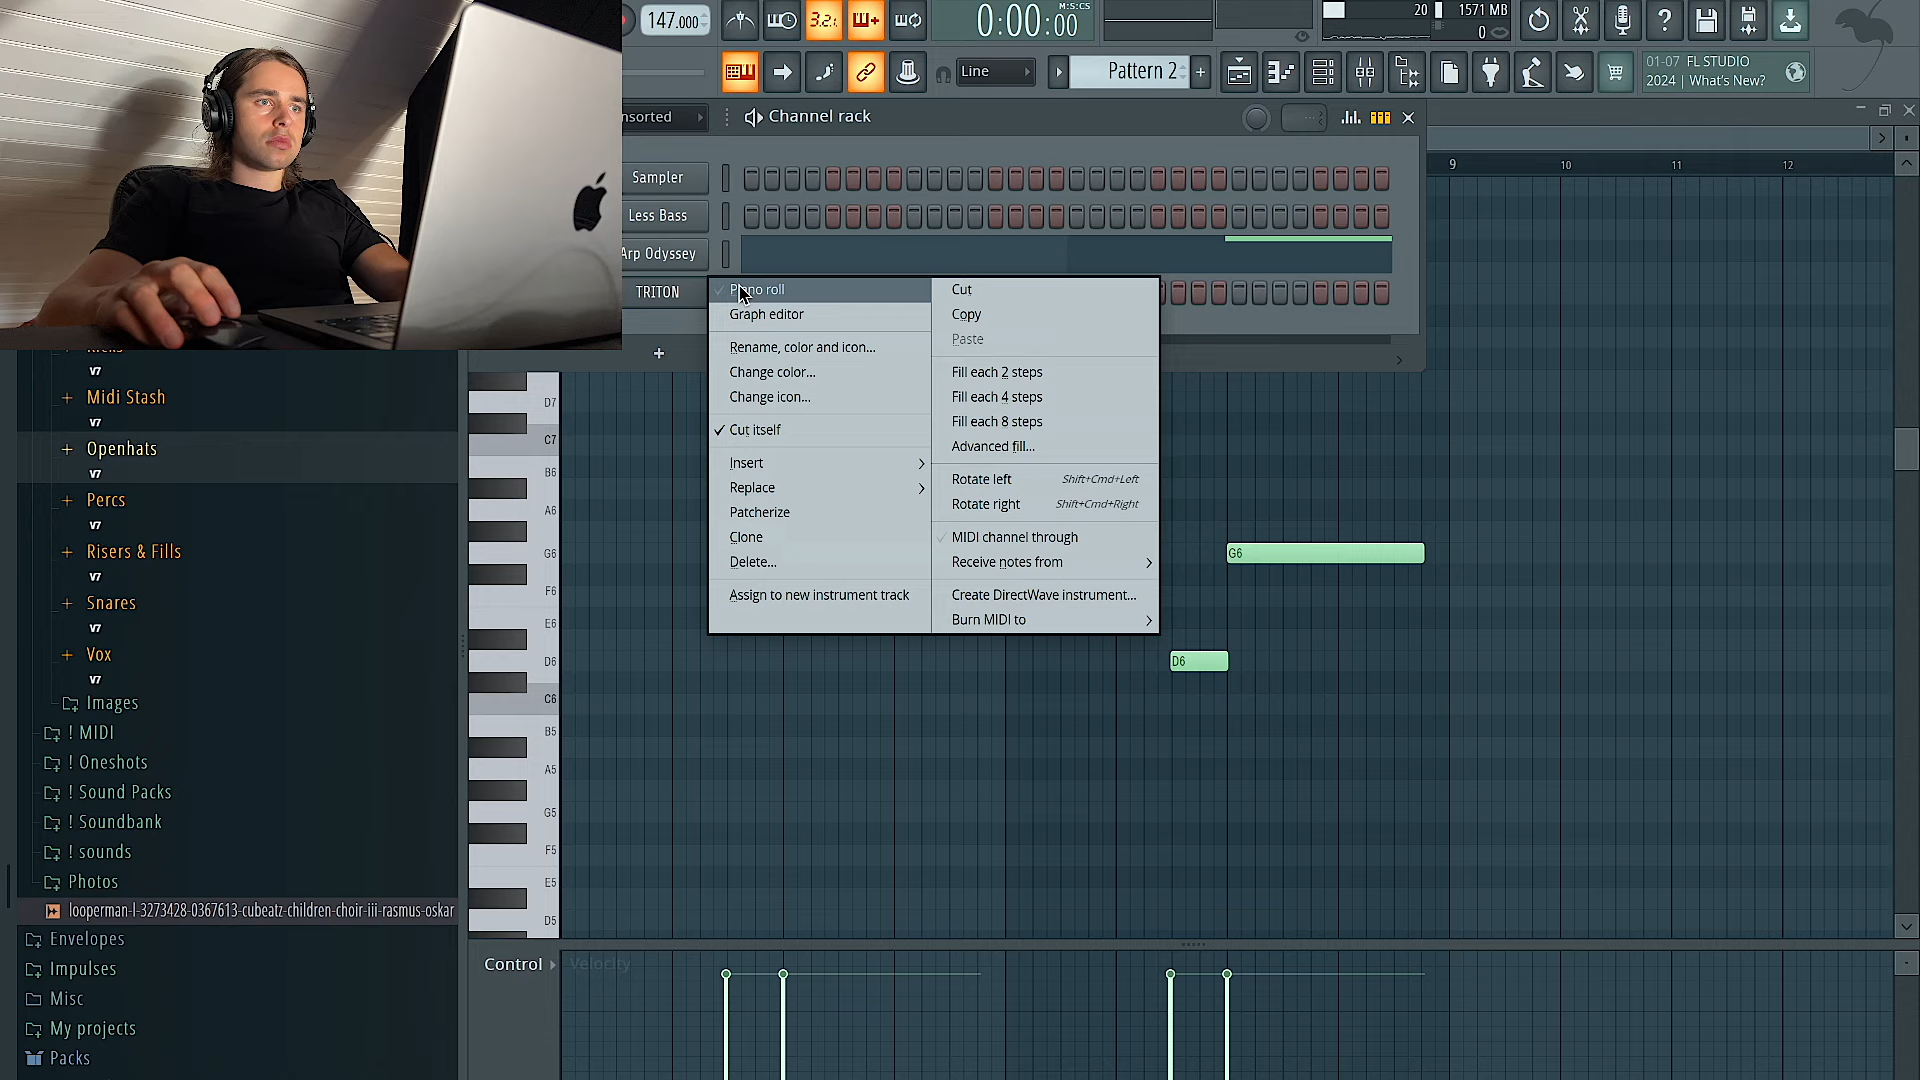 147.000
3.2.
0:00:00
M:S:CS
20
1571 MB
0
Line
Pattern 2
+
01-07 FL STUDIO
2024 | What's New?
nsorted
Channel rack
Sampler
Less Bass
Arp Odyssey
TRITON
9
10
11
12
Piano roll
Graph editor
Rename, color and icon...
Change color...
Change icon...
Cut itself
Insert
Replace
Patcherize
Clone
Delete...
Assign to new instrument track
Cut
Copy
Paste
Fill each 2 steps
Fill each 4 steps
Fill each 8 steps
Advanced fill...
Rotate left Shift+Cmd+Left
Rotate right Shift+Cmd+Right
MIDI channel through
Receive notes from
Create DirectWave instrument...
Burn MIDI to
V7
+ Midi Stash
V7
+ Openhats
V7
+ Percs
V7
+ Risers & Fills
V7
+ Snares
V7
+ Vox
V7
Images
! MIDI
! Oneshots
! Sound Packs
! Soundbank
! sounds
Photos
looperman-l-3273428-0367613-cubeatz-children-choir-iii-rasmus-oskar
Envelopes
Impulses
Misc
My projects
Packs
D7
C7
B6
A6
G6
F6
E6
D6
C6
B5
A5
G5
F5
E5
D5
G6
D6
Control
Velocity